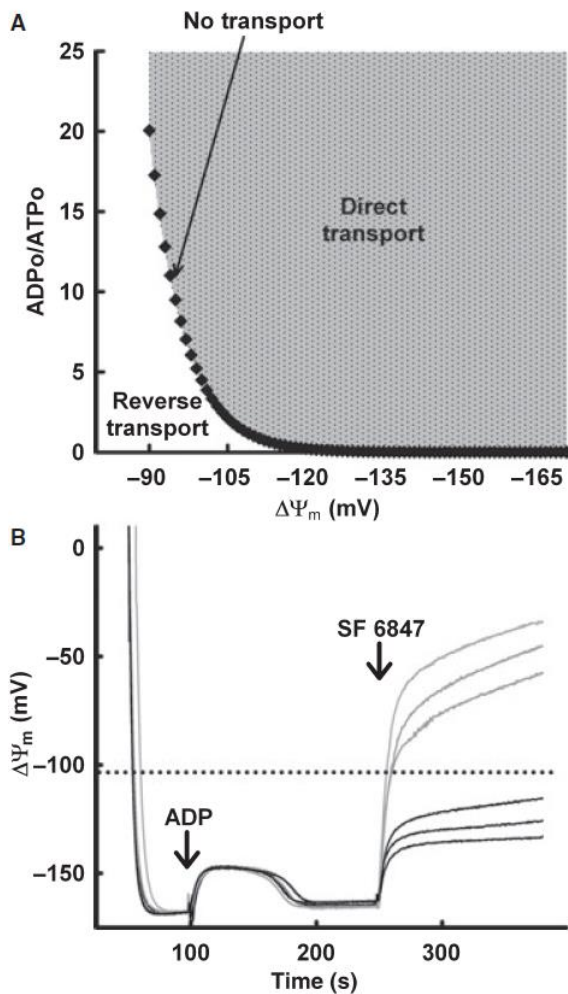 A
No transport
25
20
15
10
5
0
ADPo/ATPo
Direct
transport
Reverse
transport
−90
−105
−120
−135
−150
−165
ΔΨm (mV)
B
0
−50
−100
−150
ΔΨm (mV)
SF 6847
ADP
100
200
300
Time (s)